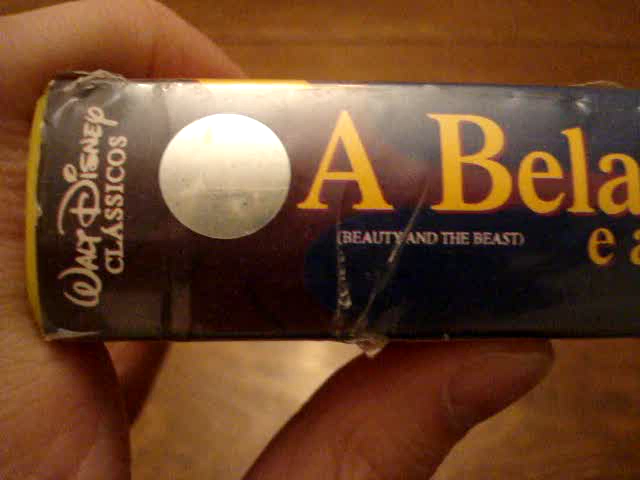 WALT DISNEY
CLÁSSICOS
A Bela
(BEAUTY AND THE BEAST)
e a